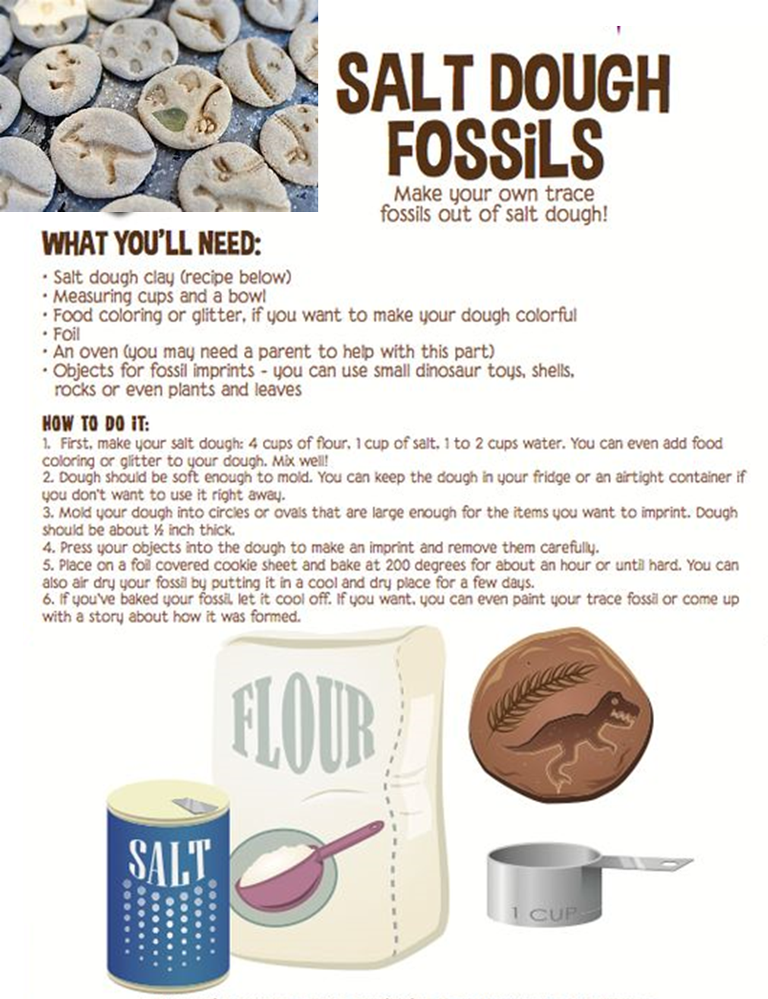 SALT DOUGH
FOSSiLS
Make your own trace
fossils out of salt dough!
WHAT YOU'LL NEED:
• Salt dough clay (recipe below)
• Measuring cups and a bowl
• Food coloring or glitter, if you want to make your dough colorful
• Foil
• An oven (you may need a parent to help with this part)
• Objects for fossil imprints - you can use small dinosaur toys, shells,
rocks or even plants and leaves
HOW TO DO iT:
1. First, make your salt dough: 4 cups of flour, 1 cup of salt, 1 to 2 cups water. You can even add food
coloring or glitter to your dough. Mix well!
2. Dough should be soft enough to mold. You can keep the dough in your fridge or an airtight container if
you don't want to use it right away.
3. Mold your dough into circles or ovals that are large enough for the items you want to imprint. Dough
should be about ½ inch thick.
4. Press your objects into the dough to make an imprint and remove them carefully.
5. Place on a foil covered cookie sheet and bake at 200 degrees for about an hour or until hard. You can
also air dry your fossil by putting it in a cool and dry place for a few days.
6. If you've baked your fossil, let it cool off. If you want, you can even paint your trace fossil or come up
with a story about how it was formed.
FLOUR
SALT
1 CUP